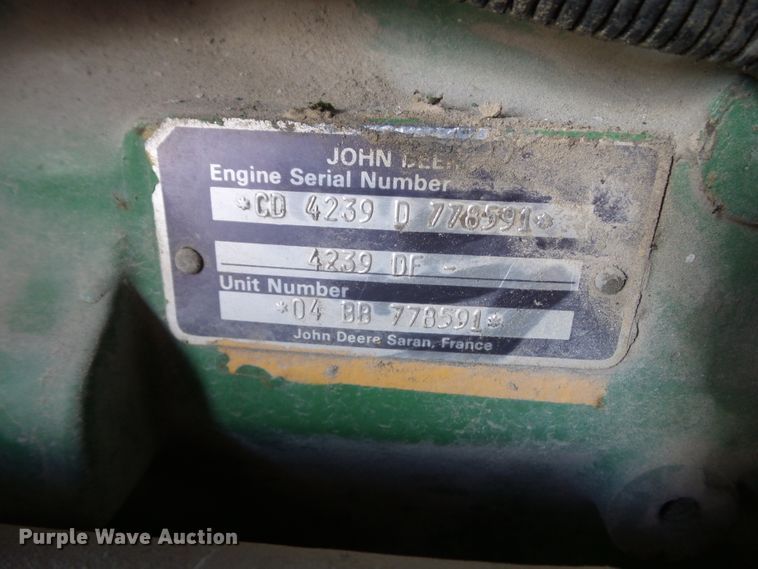 JOHN DEERE
Engine Serial Number
*CD 4239 D 778591*
4239 DF -
Unit Number
*04 BB 778591*
John Deere Saran, France
Purple Wave Auction®